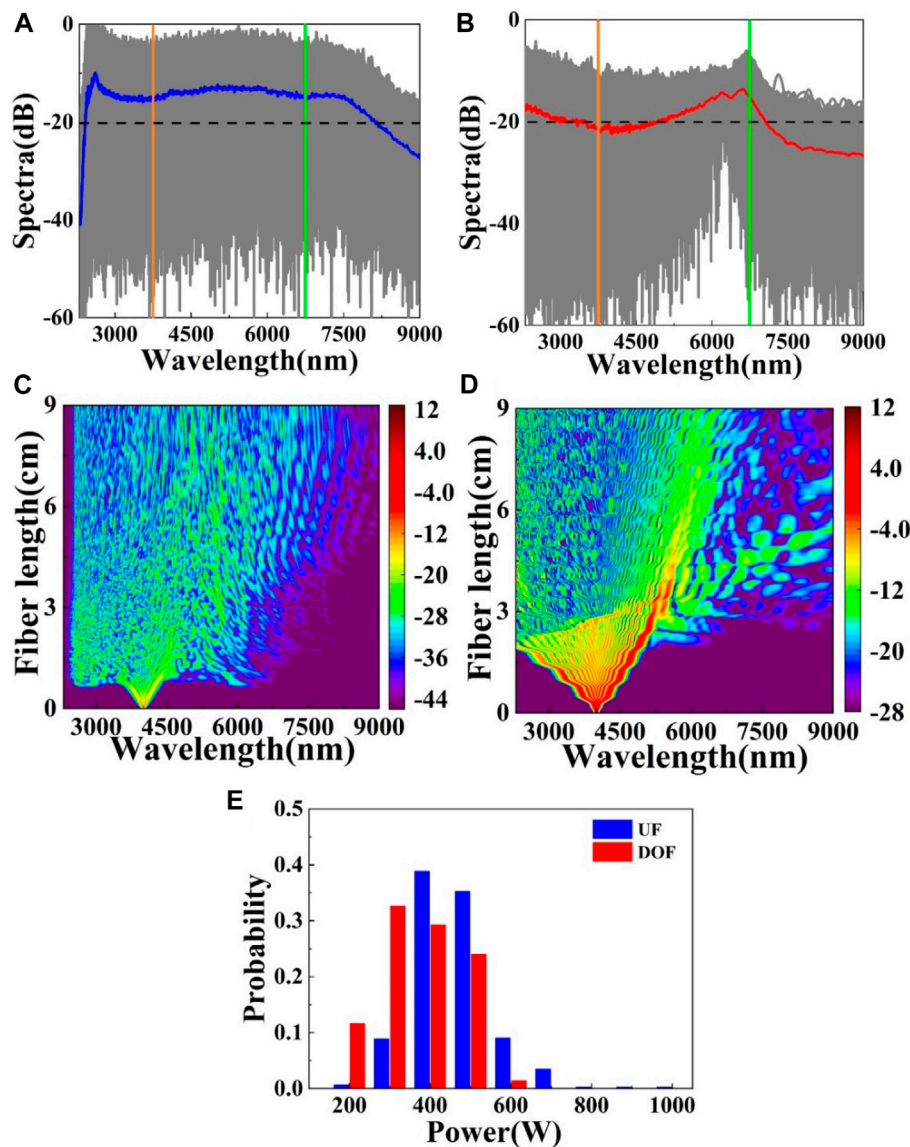 A
0
-20
-40
-60
Spectra(dB)
3000 4500 6000 7500 9000
Wavelength(nm)
B
0
-20
-40
-60
Spectra(dB)
3000 4500 6000 7500 9000
Wavelength(nm)
C
9
6
3
0
Fiber length(cm)
3000 4500 6000 7500 9000
Wavelength(nm)
12
4.0
-4.0
-12
-20
-28
-36
-44
D
9
6
3
0
Fiber length(cm)
3000 4500 6000 7500 9000
Wavelength(nm)
12
4.0
-4.0
-12
-20
-28
E
0.5
0.4
0.3
0.2
0.1
0.0
Probability
UF
DOF
200 400 600 800 1000
Power(W)